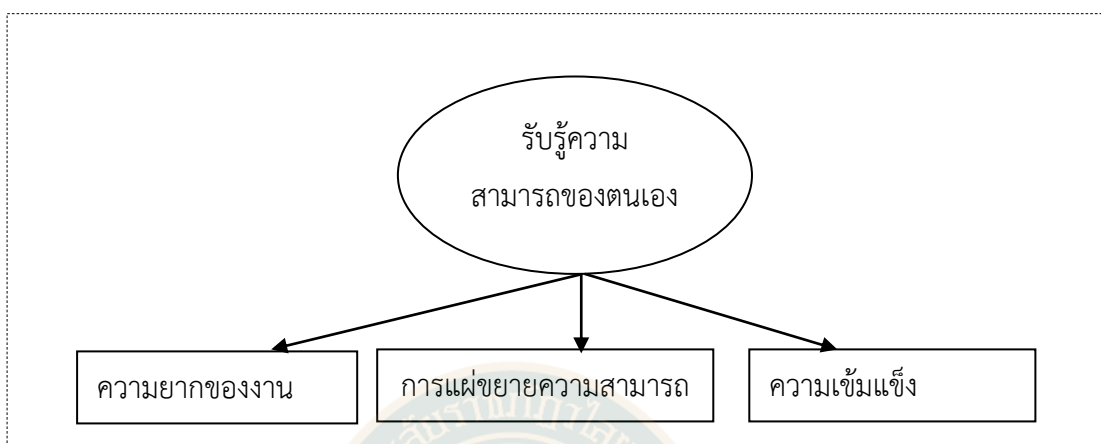 รับรู้ความ
สามารถของตนเอง
ความยากของงาน
การแผ่ขยายความสามารถ
ความเข้มแข็ง